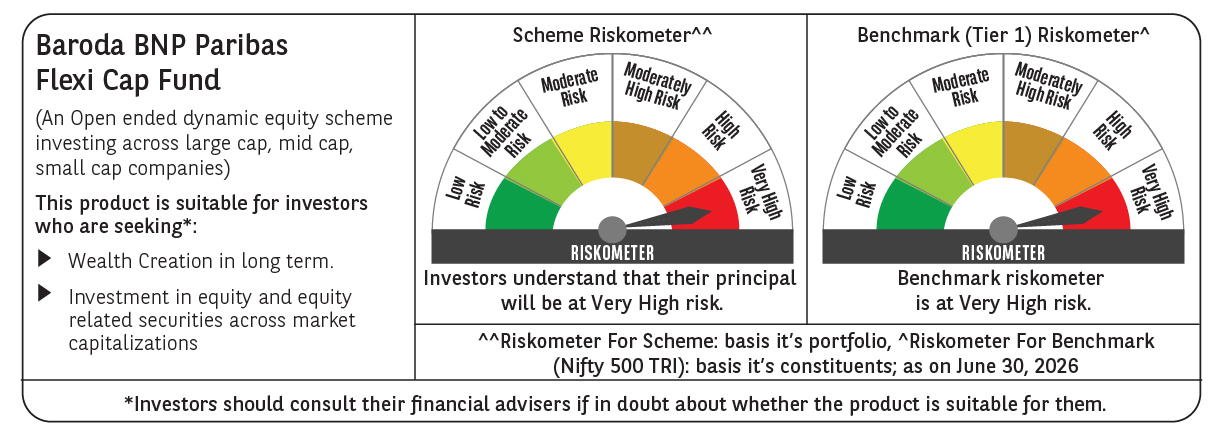 Baroda BNP Paribas
Flexi Cap Fund
(An Open ended dynamic equity scheme
investing across large cap, mid cap,
small cap companies)
This product is suitable for investors
who are seeking*:
Wealth Creation in long term.
Investment in equity and equity
related securities across market
capitalizations
Scheme Riskometer^^
Low
Risk
Low to
Moderate
Risk
Moderate
Risk
Moderately
High Risk
High
Risk
Very High
Risk
RISKOMETER
Investors understand that their principal
will be at Very High risk.
Benchmark (Tier 1) Riskometer^
Low
Risk
Low to
Moderate
Risk
Moderate
Risk
Moderately
High Risk
High
Risk
Very High
Risk
RISKOMETER
Benchmark riskometer
is at Very High risk.
^^Riskometer For Scheme: basis it's portfolio, ^Riskometer For Benchmark
(Nifty 500 TRI): basis it's constituents; as on June 30, 2026
*Investors should consult their financial advisers if in doubt about whether the product is suitable for them.